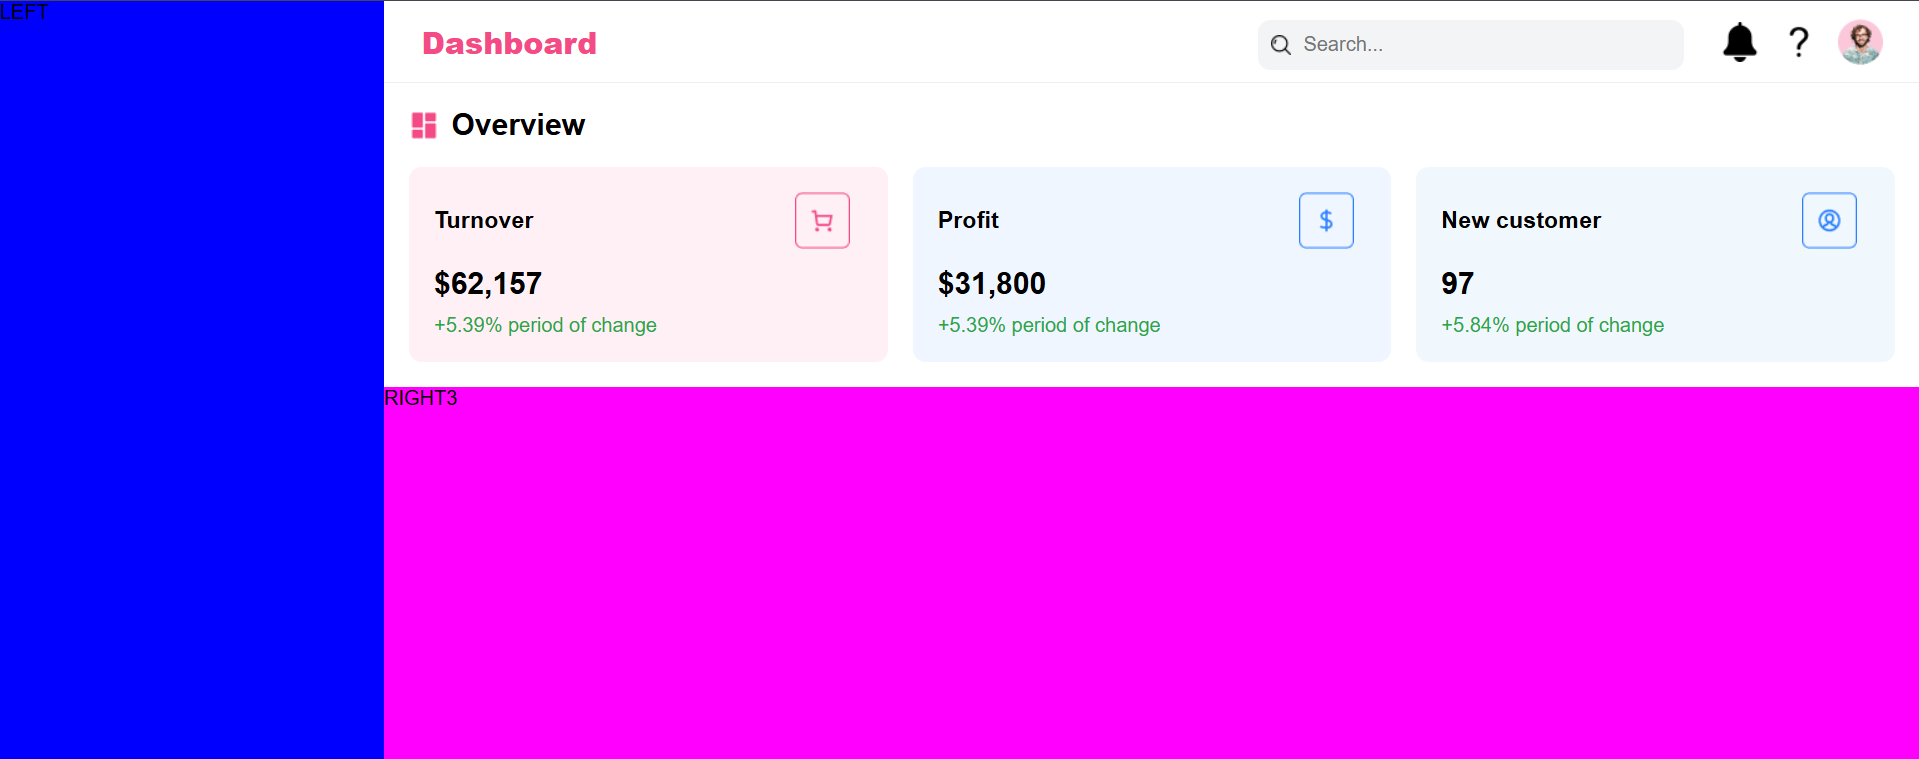 LEFT
Dashboard
Search...
?
Overview
Turnover
$62,157
+5.39% period of change
Profit
$
$31,800
+5.39% period of change
New customer
97
+5.84% period of change
RIGHT3